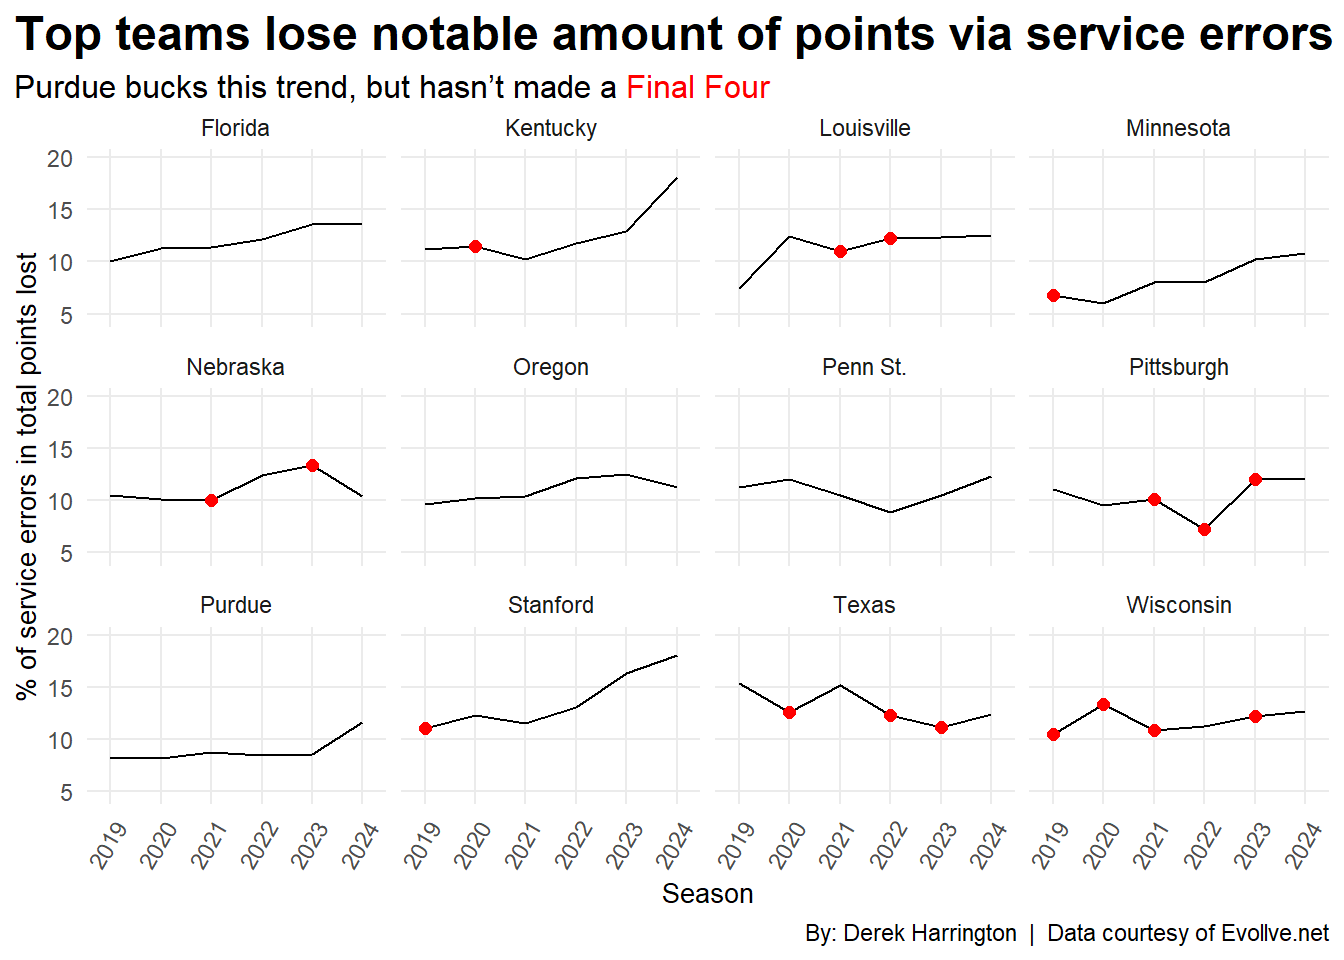 Top teams lose notable amount of points via service errors
Purdue bucks this trend, but hasn’t made a Final Four
Florida
Kentucky
Louisville
Minnesota
20
15
10
5
Nebraska
Oregon
Penn St.
Pittsburgh
20
15
10
5
Purdue
Stanford
Texas
Wisconsin
20
15
10
5
% of service errors in total points lost
2019 2020 2021 2022 2023 2024
2019 2020 2021 2022 2023 2024
2019 2020 2021 2022 2023 2024
2019 2020 2021 2022 2023 2024
Season
By: Derek Harrington | Data courtesy of Evollve.net